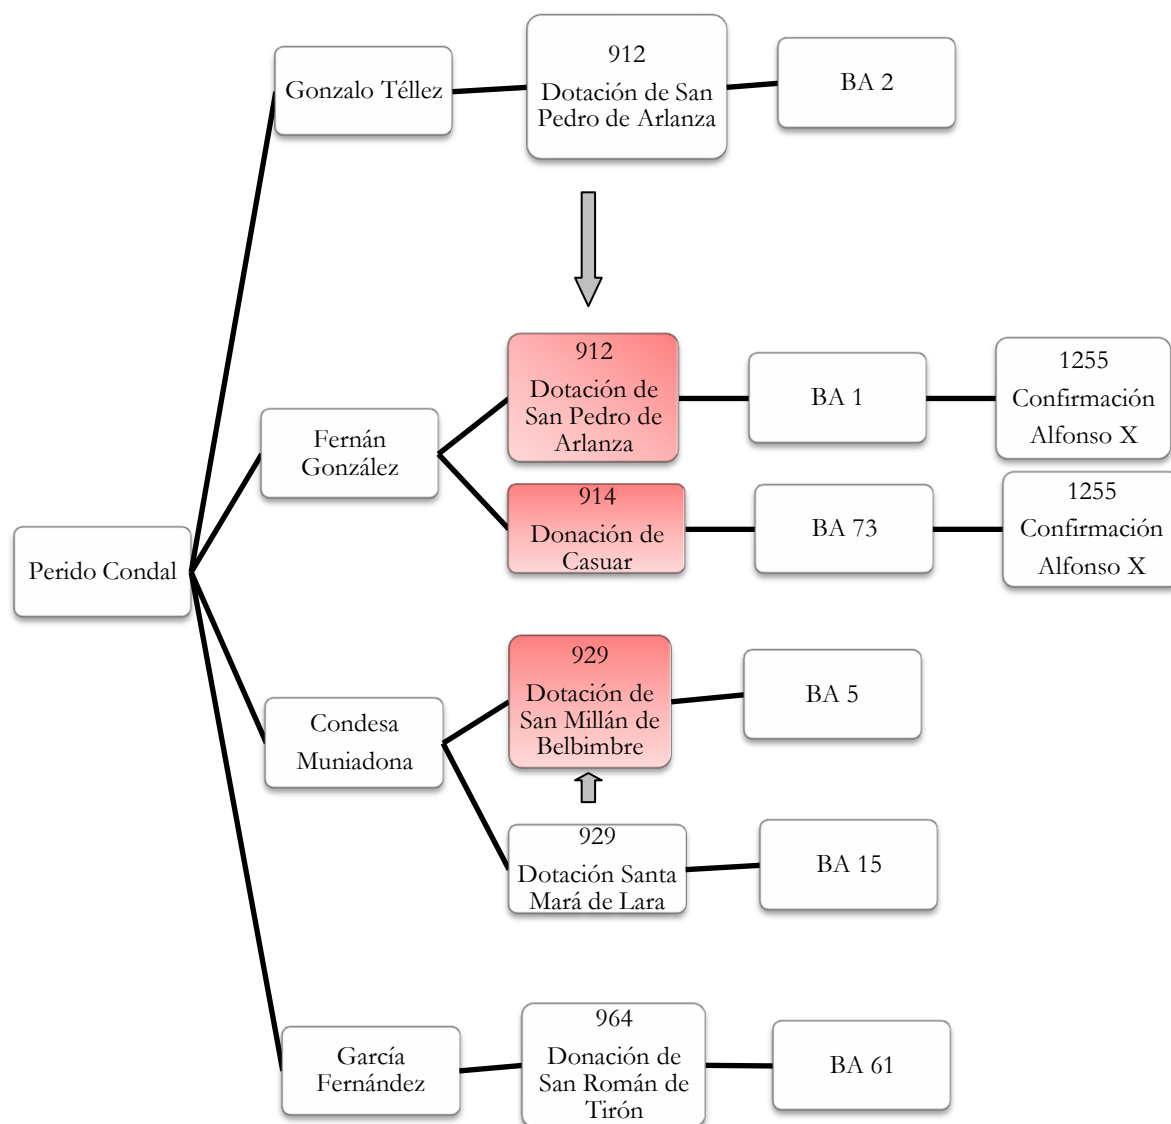 Perido Condal
Gonzalo Téllez
912
Dotación de San
Pedro de Arlanza
BA 2
Fernán
González
912
Dotación de
San Pedro de
Arlanza
BA 1
1255
Confirmación
Alfonso X
914
Donación de
Casuar
BA 73
1255
Confirmación
Alfonso X
Condesa
Muniadona
929
Dotación de
San Millán de
Belbimbre
BA 5
929
Dotación Santa
Mará de Lara
BA 15
García
Fernández
964
Donación de
San Román de
Tirón
BA 61